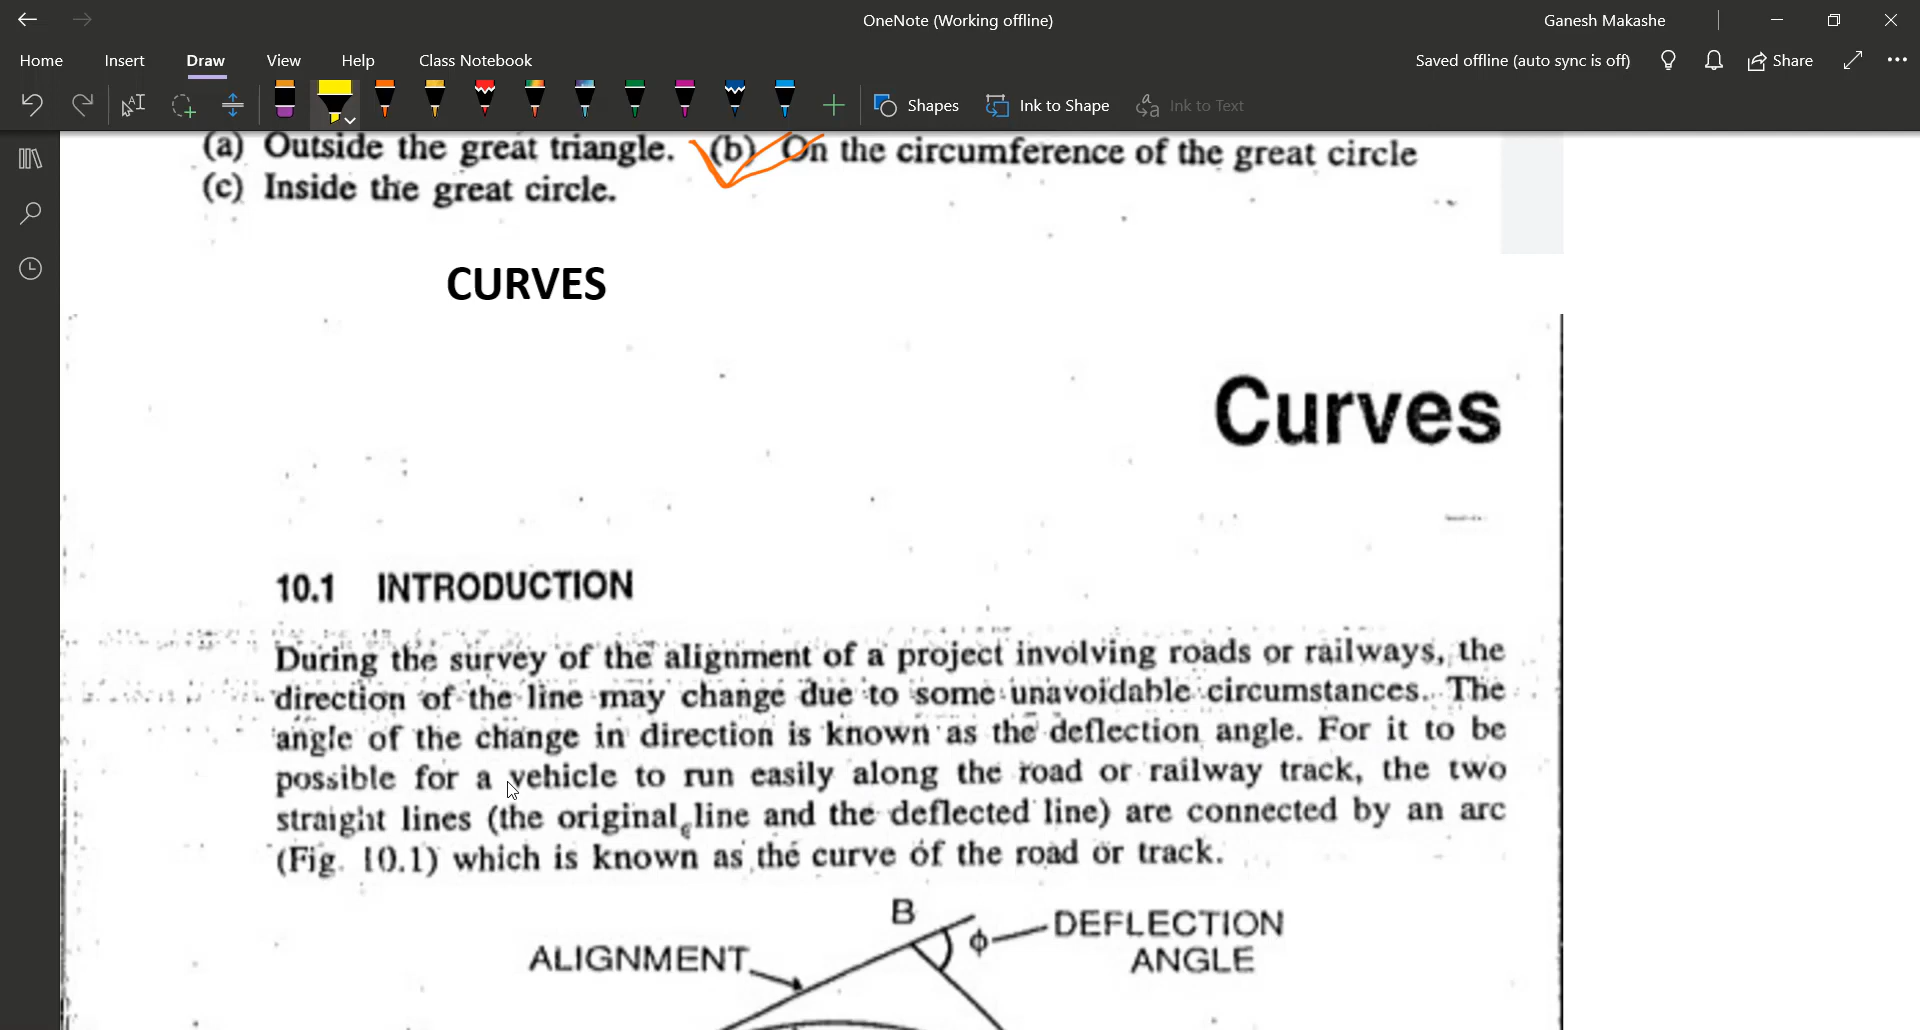 OneNote (Working offline)
Ganesh Makashe
Home Insert Draw View Help Class Notebook
Saved offline (auto sync is off) Share
Shapes Ink to Shape Ink to Text
(a) Outside the great triangle. (b) On the circumference of the great circle
(c) Inside the great circle.
CURVES
Curves
10.1 INTRODUCTION
During the survey of the alignment of a project involving roads or railways, the
direction of the line may change due to some unavoidable circumstances. The
angle of the change in direction is known as the deflection angle. For it to be
possible for a vehicle to run easily along the road or railway track, the two
straight lines (the original line and the deflected line) are connected by an arc
(Fig. 10.1) which is known as the curve of the road or track.
B
ϕ
DEFLECTION
ANGLE
ALIGNMENT